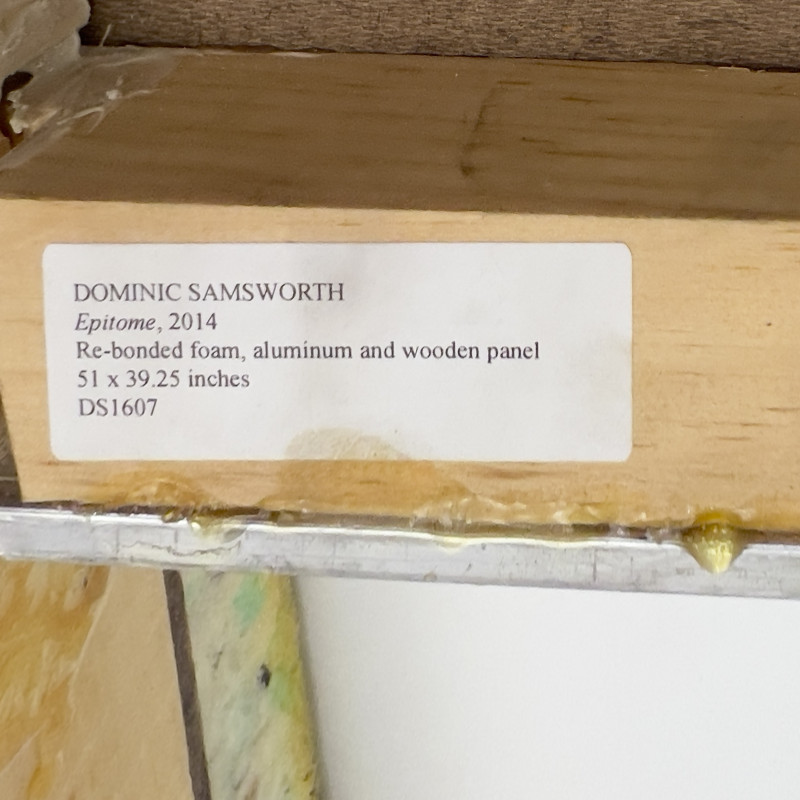 DOMINIC SAMSWORTH
Epitome, 2014
Re-bonded foam, aluminum and wooden panel
51 x 39.25 inches
DS1607